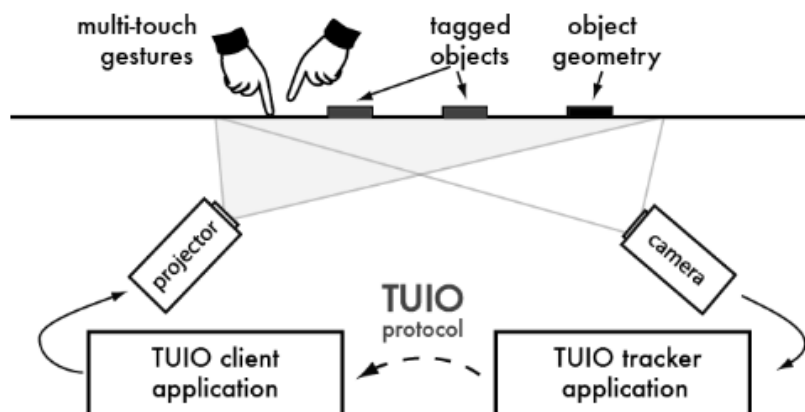 multi-touch
gestures
tagged
objects
object
geometry
projector
camera
TUIO
protocol
TUIO client
application
TUIO tracker
application